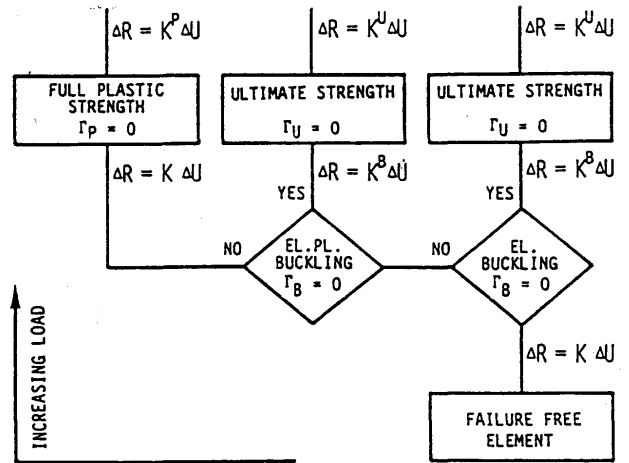 ΔR = K^P ΔU
ΔR = K^U ΔU
ΔR = K^U ΔU
FULL PLASTIC
STRENGTH
Γ_P = 0
ULTIMATE STRENGTH
Γ_U = 0
ULTIMATE STRENGTH
Γ_U = 0
ΔR = K ΔU
ΔR = K^B ΔU
ΔR = K^B ΔU
YES
YES
NO
EL.PL.
BUCKLING
Γ_B = 0
NO
EL.
BUCKLING
Γ_B = 0
ΔR = K ΔU
FAILURE FREE
ELEMENT
INCREASING LOAD